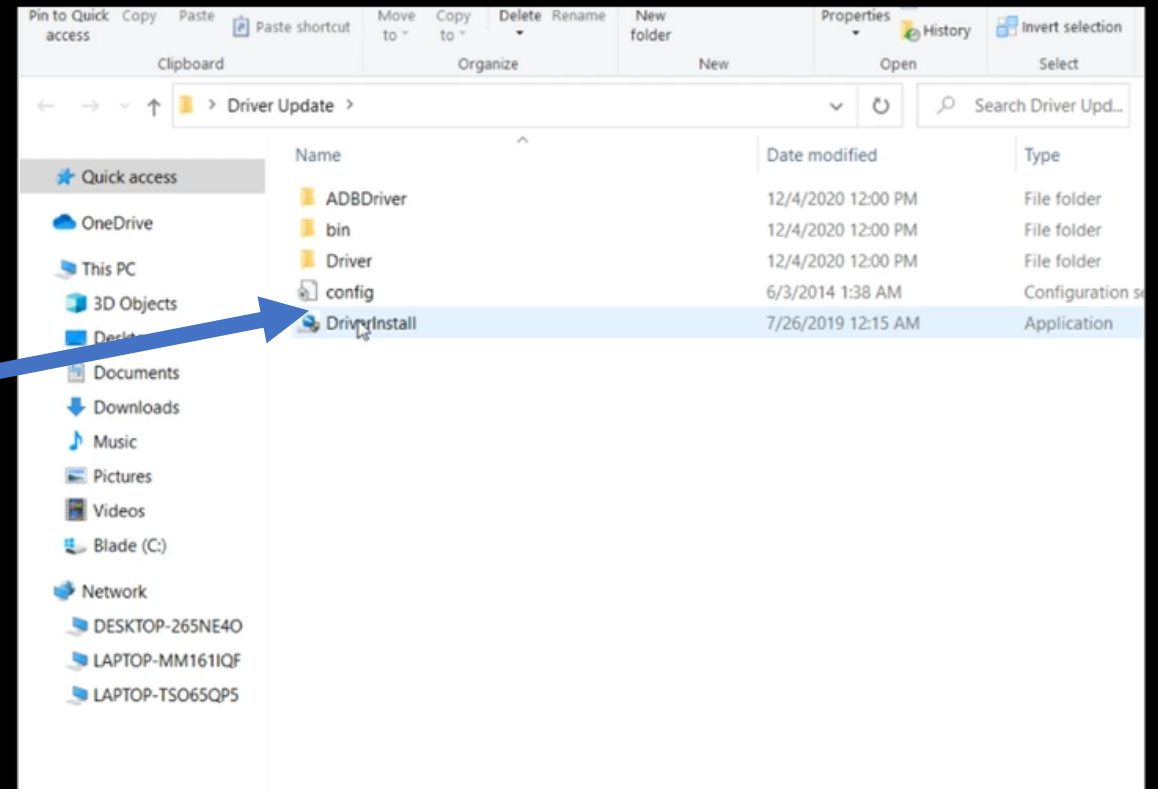 Pin to Quick access Copy Paste Paste shortcut Move to Copy to Delete Rename New folder Properties History Invert selection
Clipboard Organize New Open Select
Driver Update Search Driver Upd...
Name Date modified Type
Quick access
ADBDriver 12/4/2020 12:00 PM File folder
OneDrive
bin 12/4/2020 12:00 PM File folder
This PC
Driver 12/4/2020 12:00 PM File folder
3D Objects
config 6/3/2014 1:38 AM Configuration se
DriverInstall 7/26/2019 12:15 AM Application
Documents
Downloads
Music
Pictures
Videos
Blade (C:)
Network
DESKTOP-265NE4O
LAPTOP-MM161IQF
LAPTOP-TSO65QP5